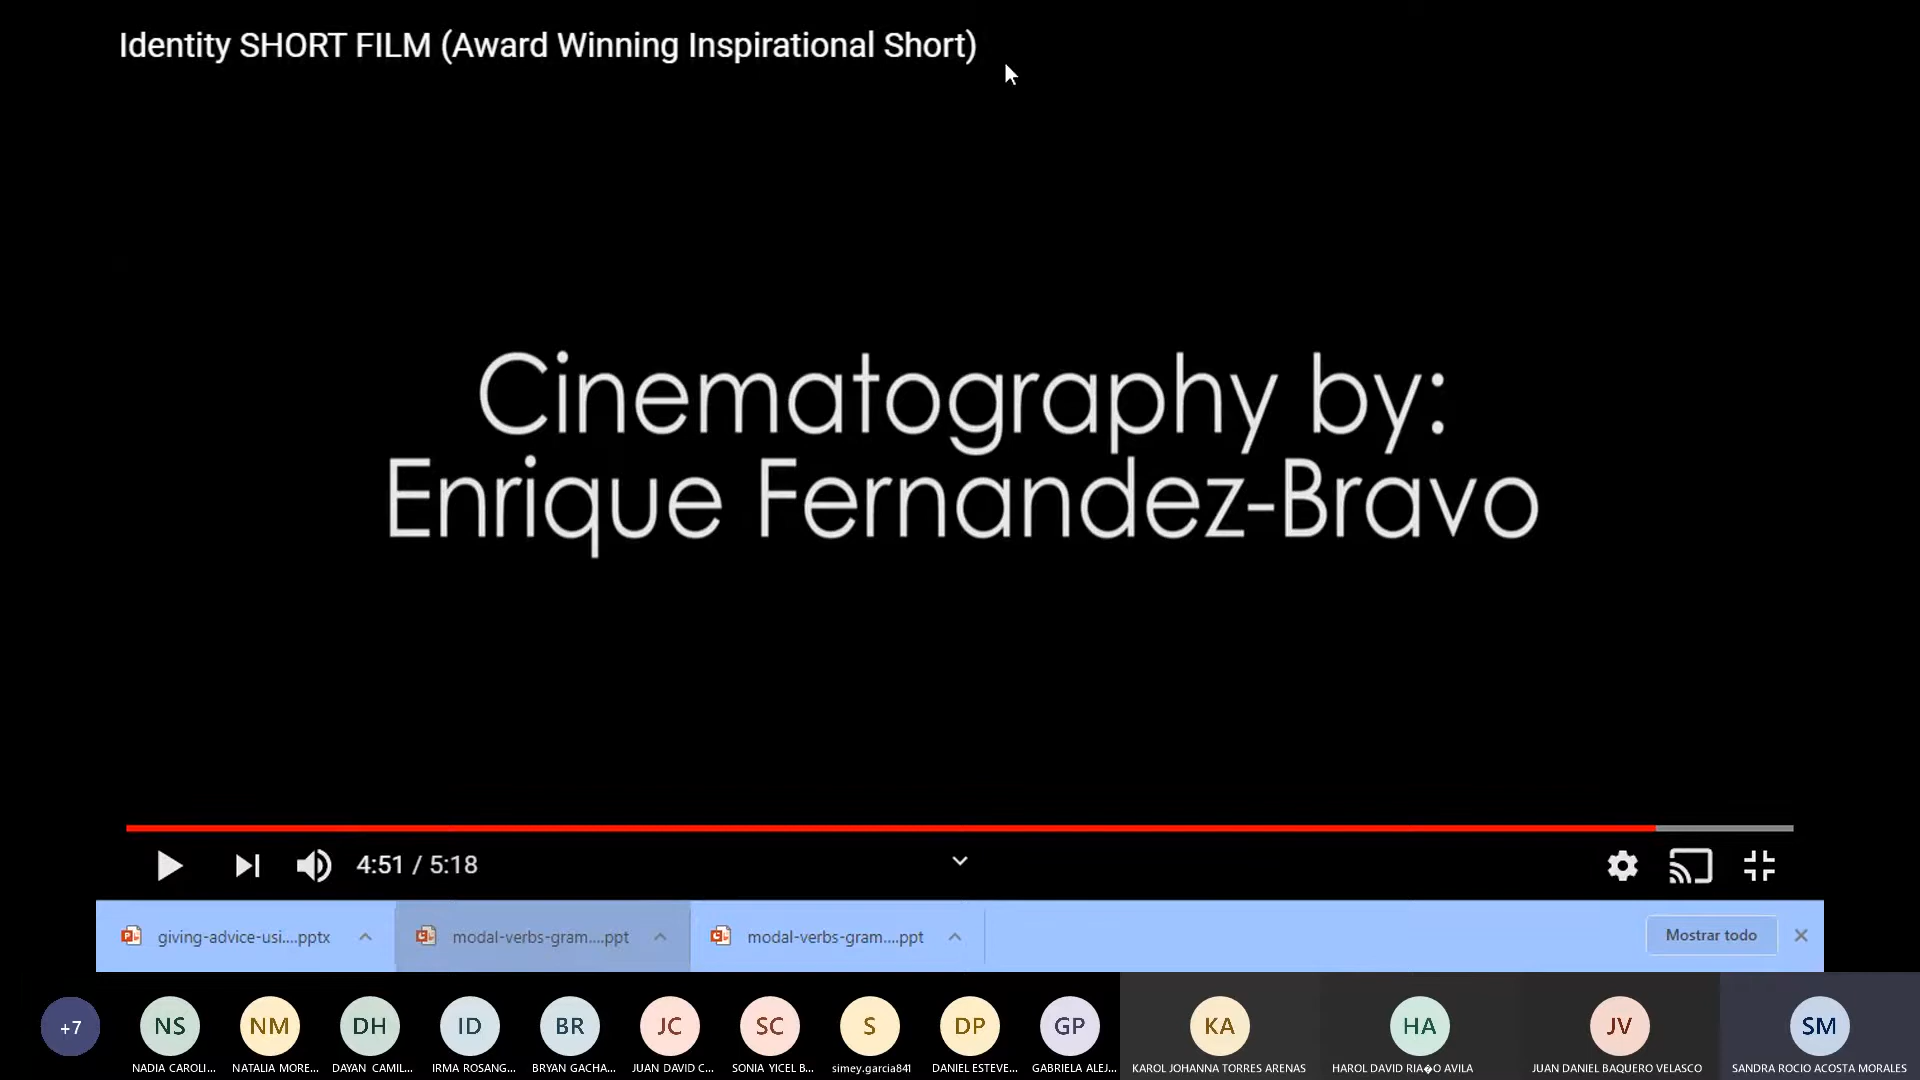 Identity SHORT FILM (Award Winning Inspirational Short)
Cinematography by:
Enrique Fernandez-Bravo
4:51 / 5:18
giving-advice-usi....pptx
modal-verbs-gram....ppt
modal-verbs-gram....ppt
Mostrar todo
+7
NS
NM
DH
ID
BR
JC
SC
S
DP
GP
KA
HA
JV
SM
NADIA CAROLI...
NATALIA MORE...
DAYAN CAMIL...
IRMA ROSANG...
BRYAN GACHA...
JUAN DAVID C...
SONIA YICEL B...
simey.garcia841
DANIEL ESTEVE...
GABRIELA ALEJ...
KAROL JOHANNA TORRES ARENAS
HAROL DAVID RIA�O AVILA
JUAN DANIEL BAQUERO VELASCO
SANDRA ROCIO ACOSTA MORALES